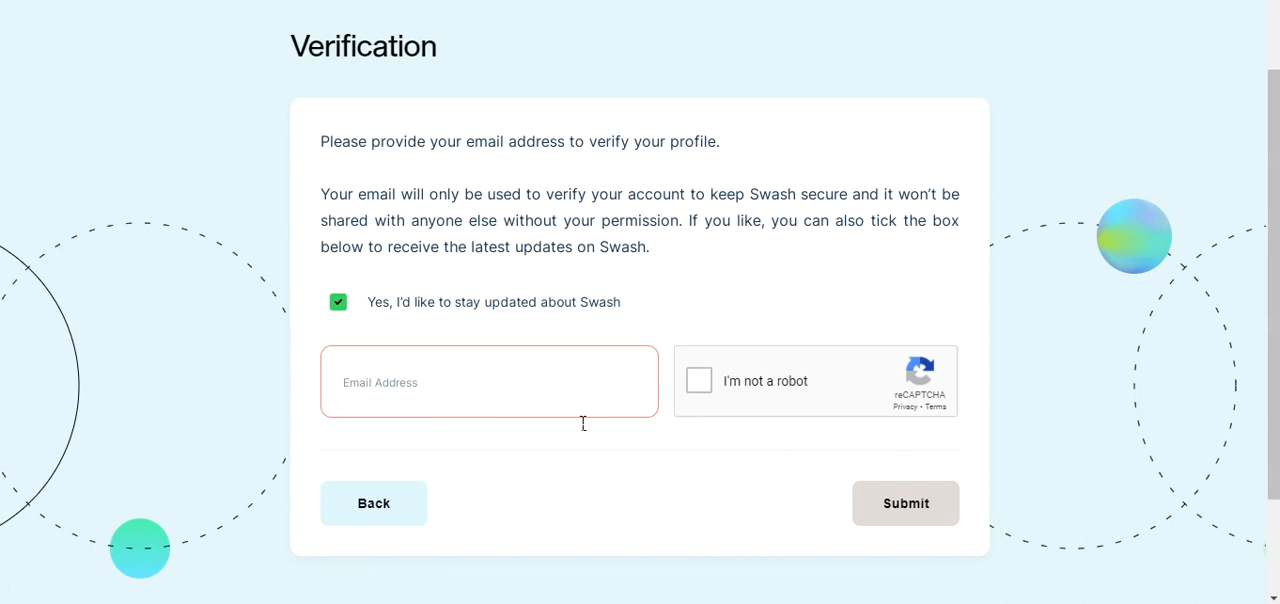 Verification
Please provide your email address to verify your profile.
Your email will only be used to verify your account to keep Swash secure and it won’t be
shared with anyone else without your permission. If you like, you can also tick the box
below to receive the latest updates on Swash.
Yes, I’d like to stay updated about Swash
Email Address
I'm not a robot
reCAPTCHA
Privacy - Terms
Back
Submit